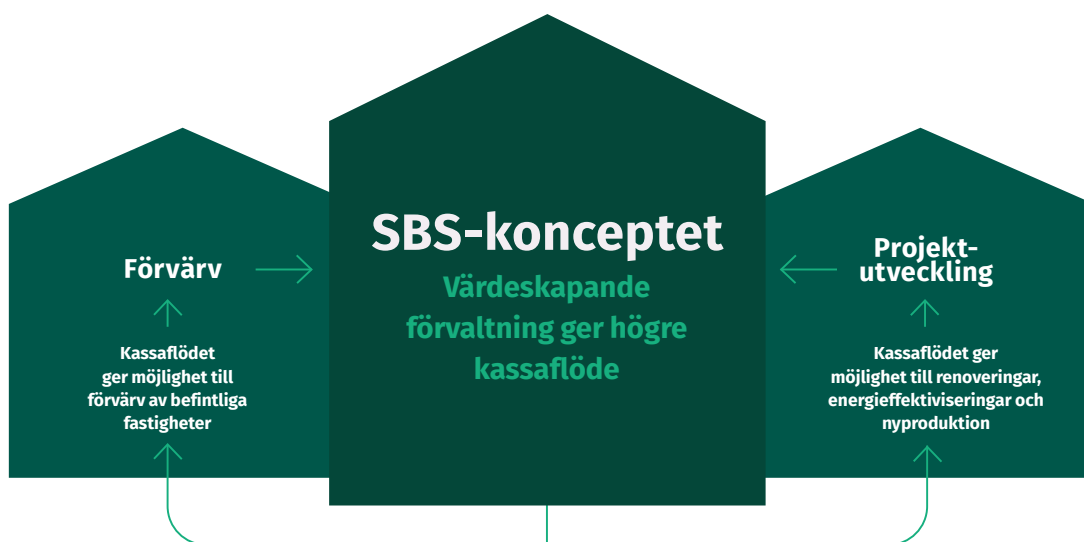 SBS-konceptet
Värdeskapande
förvaltning ger högre
kassaflöde
Förvärv
Kassaflödet
ger möjlighet till
förvärv av befintliga
fastigheter
Projekt-
utveckling
Kassaflödet ger
möjlighet till renoveringar,
energieffektiviseringar och
nyproduktion